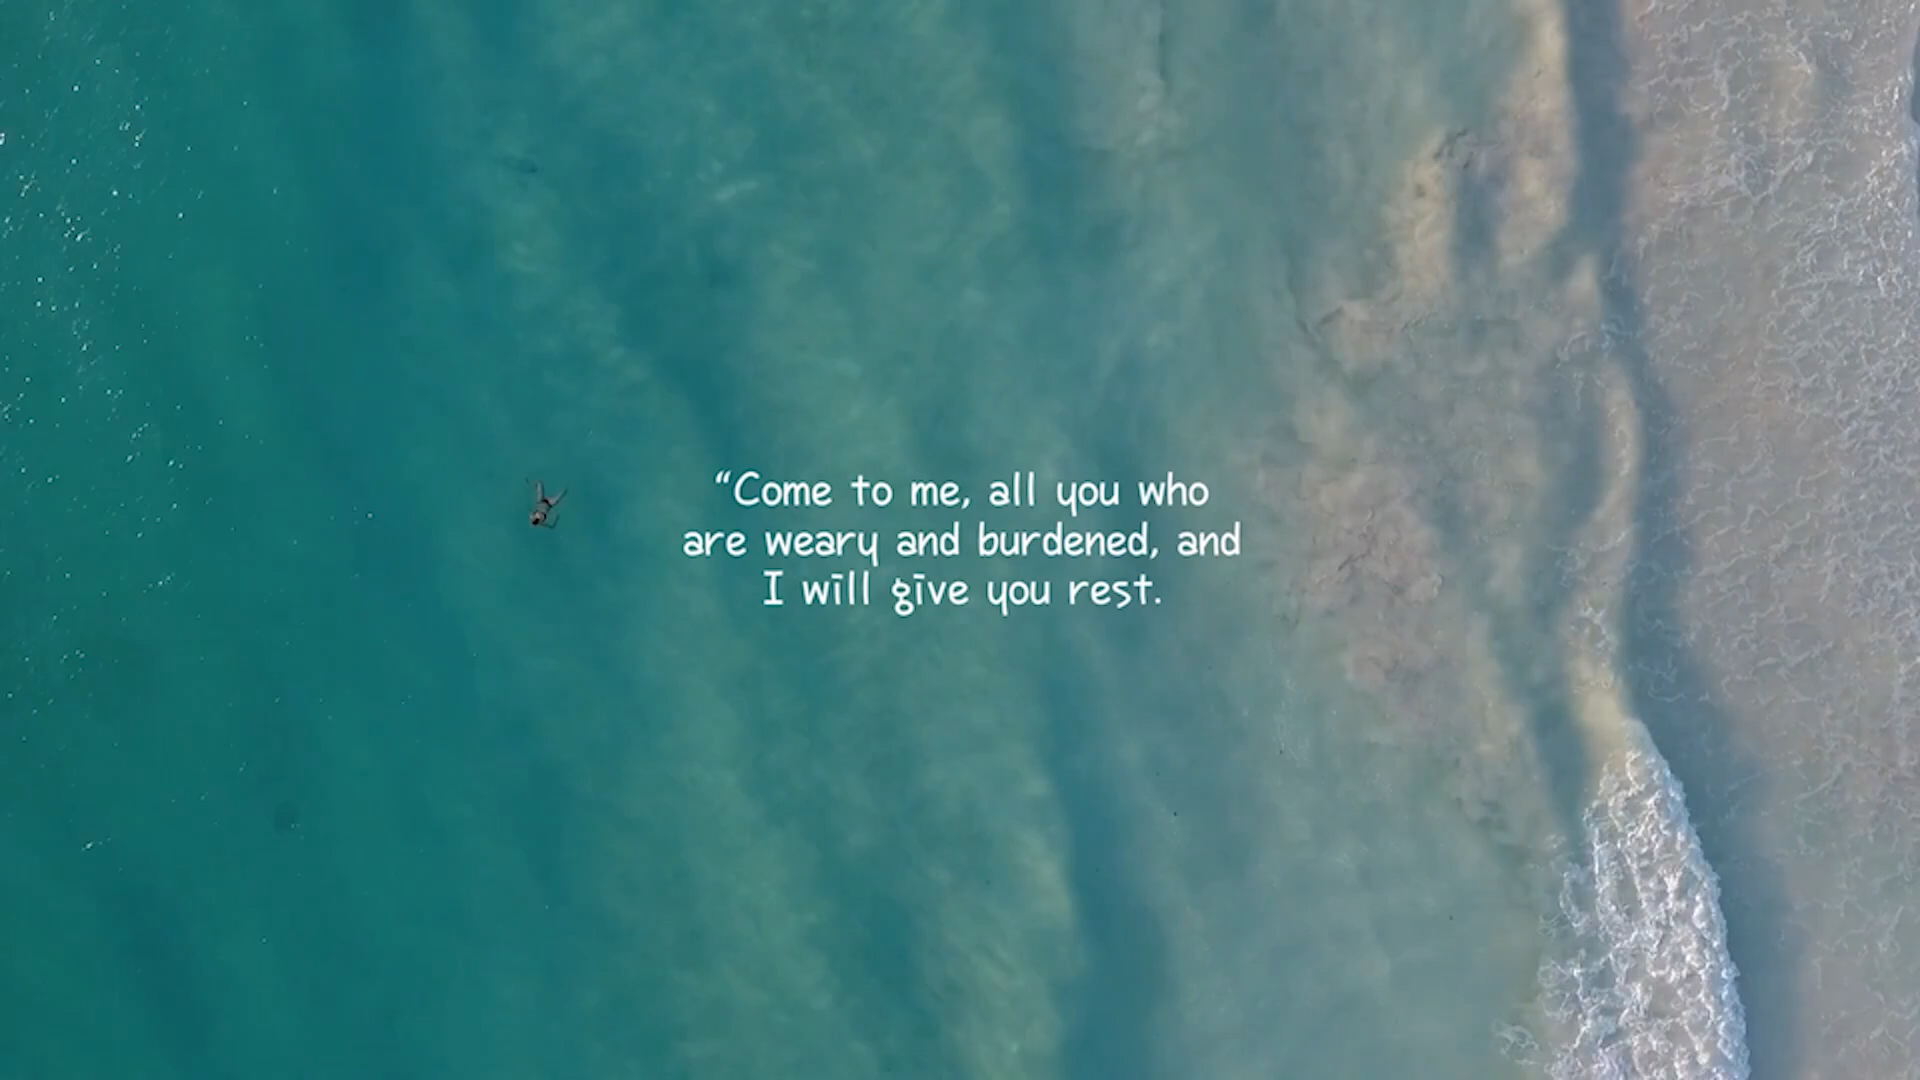 “Come to me, all you who
are weary and burdened, and
I will give you rest.